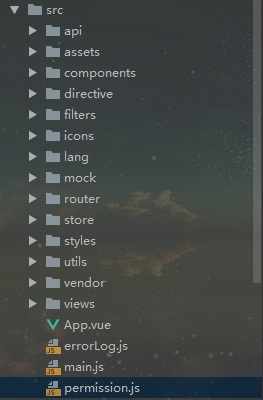 src
api
assets
components
directive
filters
icons
lang
mock
router
store
styles
utils
vendor
views
App.vue
errorLog.js
main.js
permission.js